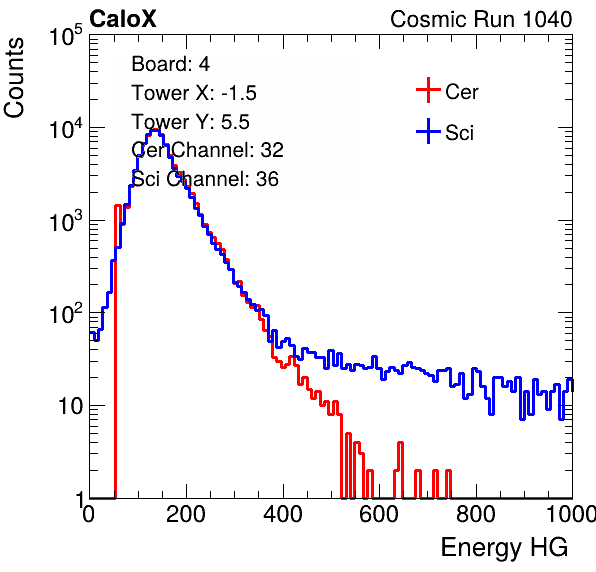 CaloX Cosmic Run 1040
Counts
10^5
Board: 4
Tower X: -1.5
Cer
Tower Y: 5.5
10^4
Sci
Cer Channel: 32
Sci Channel: 36
10^3
10^2
10
1
0 200 400 600 800 1000
Energy HG